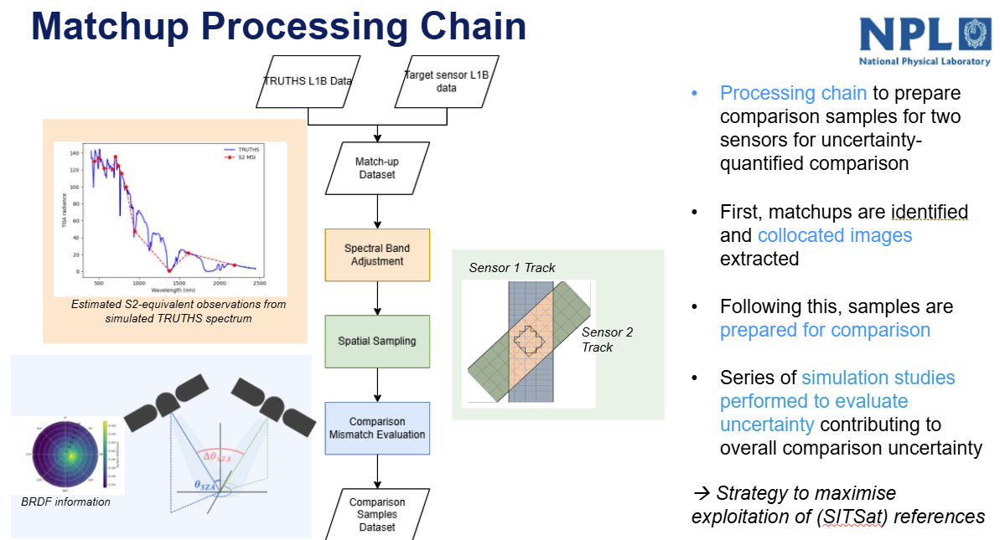 Matchup Processing Chain
NPL
National Physical Laboratory
TRUTHS L1B Data
Target sensor L1B
data
Match-up
Dataset
Spectral Band
Adjustment
Spatial Sampling
Comparison
Mismatch Evaluation
Comparison
Samples
Dataset
TRUTHS
S2 MSI
140
120
100
80
60
40
20
0
TOA radiance
500
1000
1500
2000
2500
Wavelength (nm)
Estimated S2-equivalent observations from
simulated TRUTHS spectrum
Sensor 1 Track
Sensor 2
Track
ΔθSZA
θSZA
BRDF information
• Processing chain to prepare
comparison samples for two
sensors for uncertainty-
quantified comparison
• First, matchups are identified
and collocated images
extracted
• Following this, samples are
prepared for comparison
• Series of simulation studies
performed to evaluate
uncertainty contributing to
overall comparison uncertainty
→ Strategy to maximise
exploitation of (SITSat) references